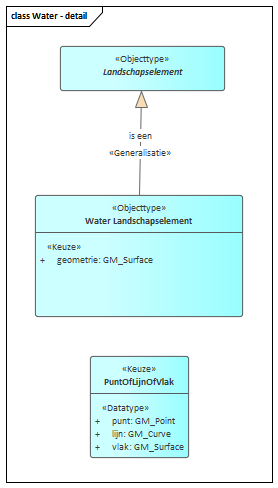 class Water - detail
«Objecttype»
Landschapselement
is een
«Generalisatie»
«Objecttype»
Water Landschapselement
«Keuze»
+ geometrie: GM_Surface
«Keuze»
PuntOfLijnOfVlak
«Datatype»
+ punt: GM_Point
+ lijn: GM_Curve
+ vlak: GM_Surface